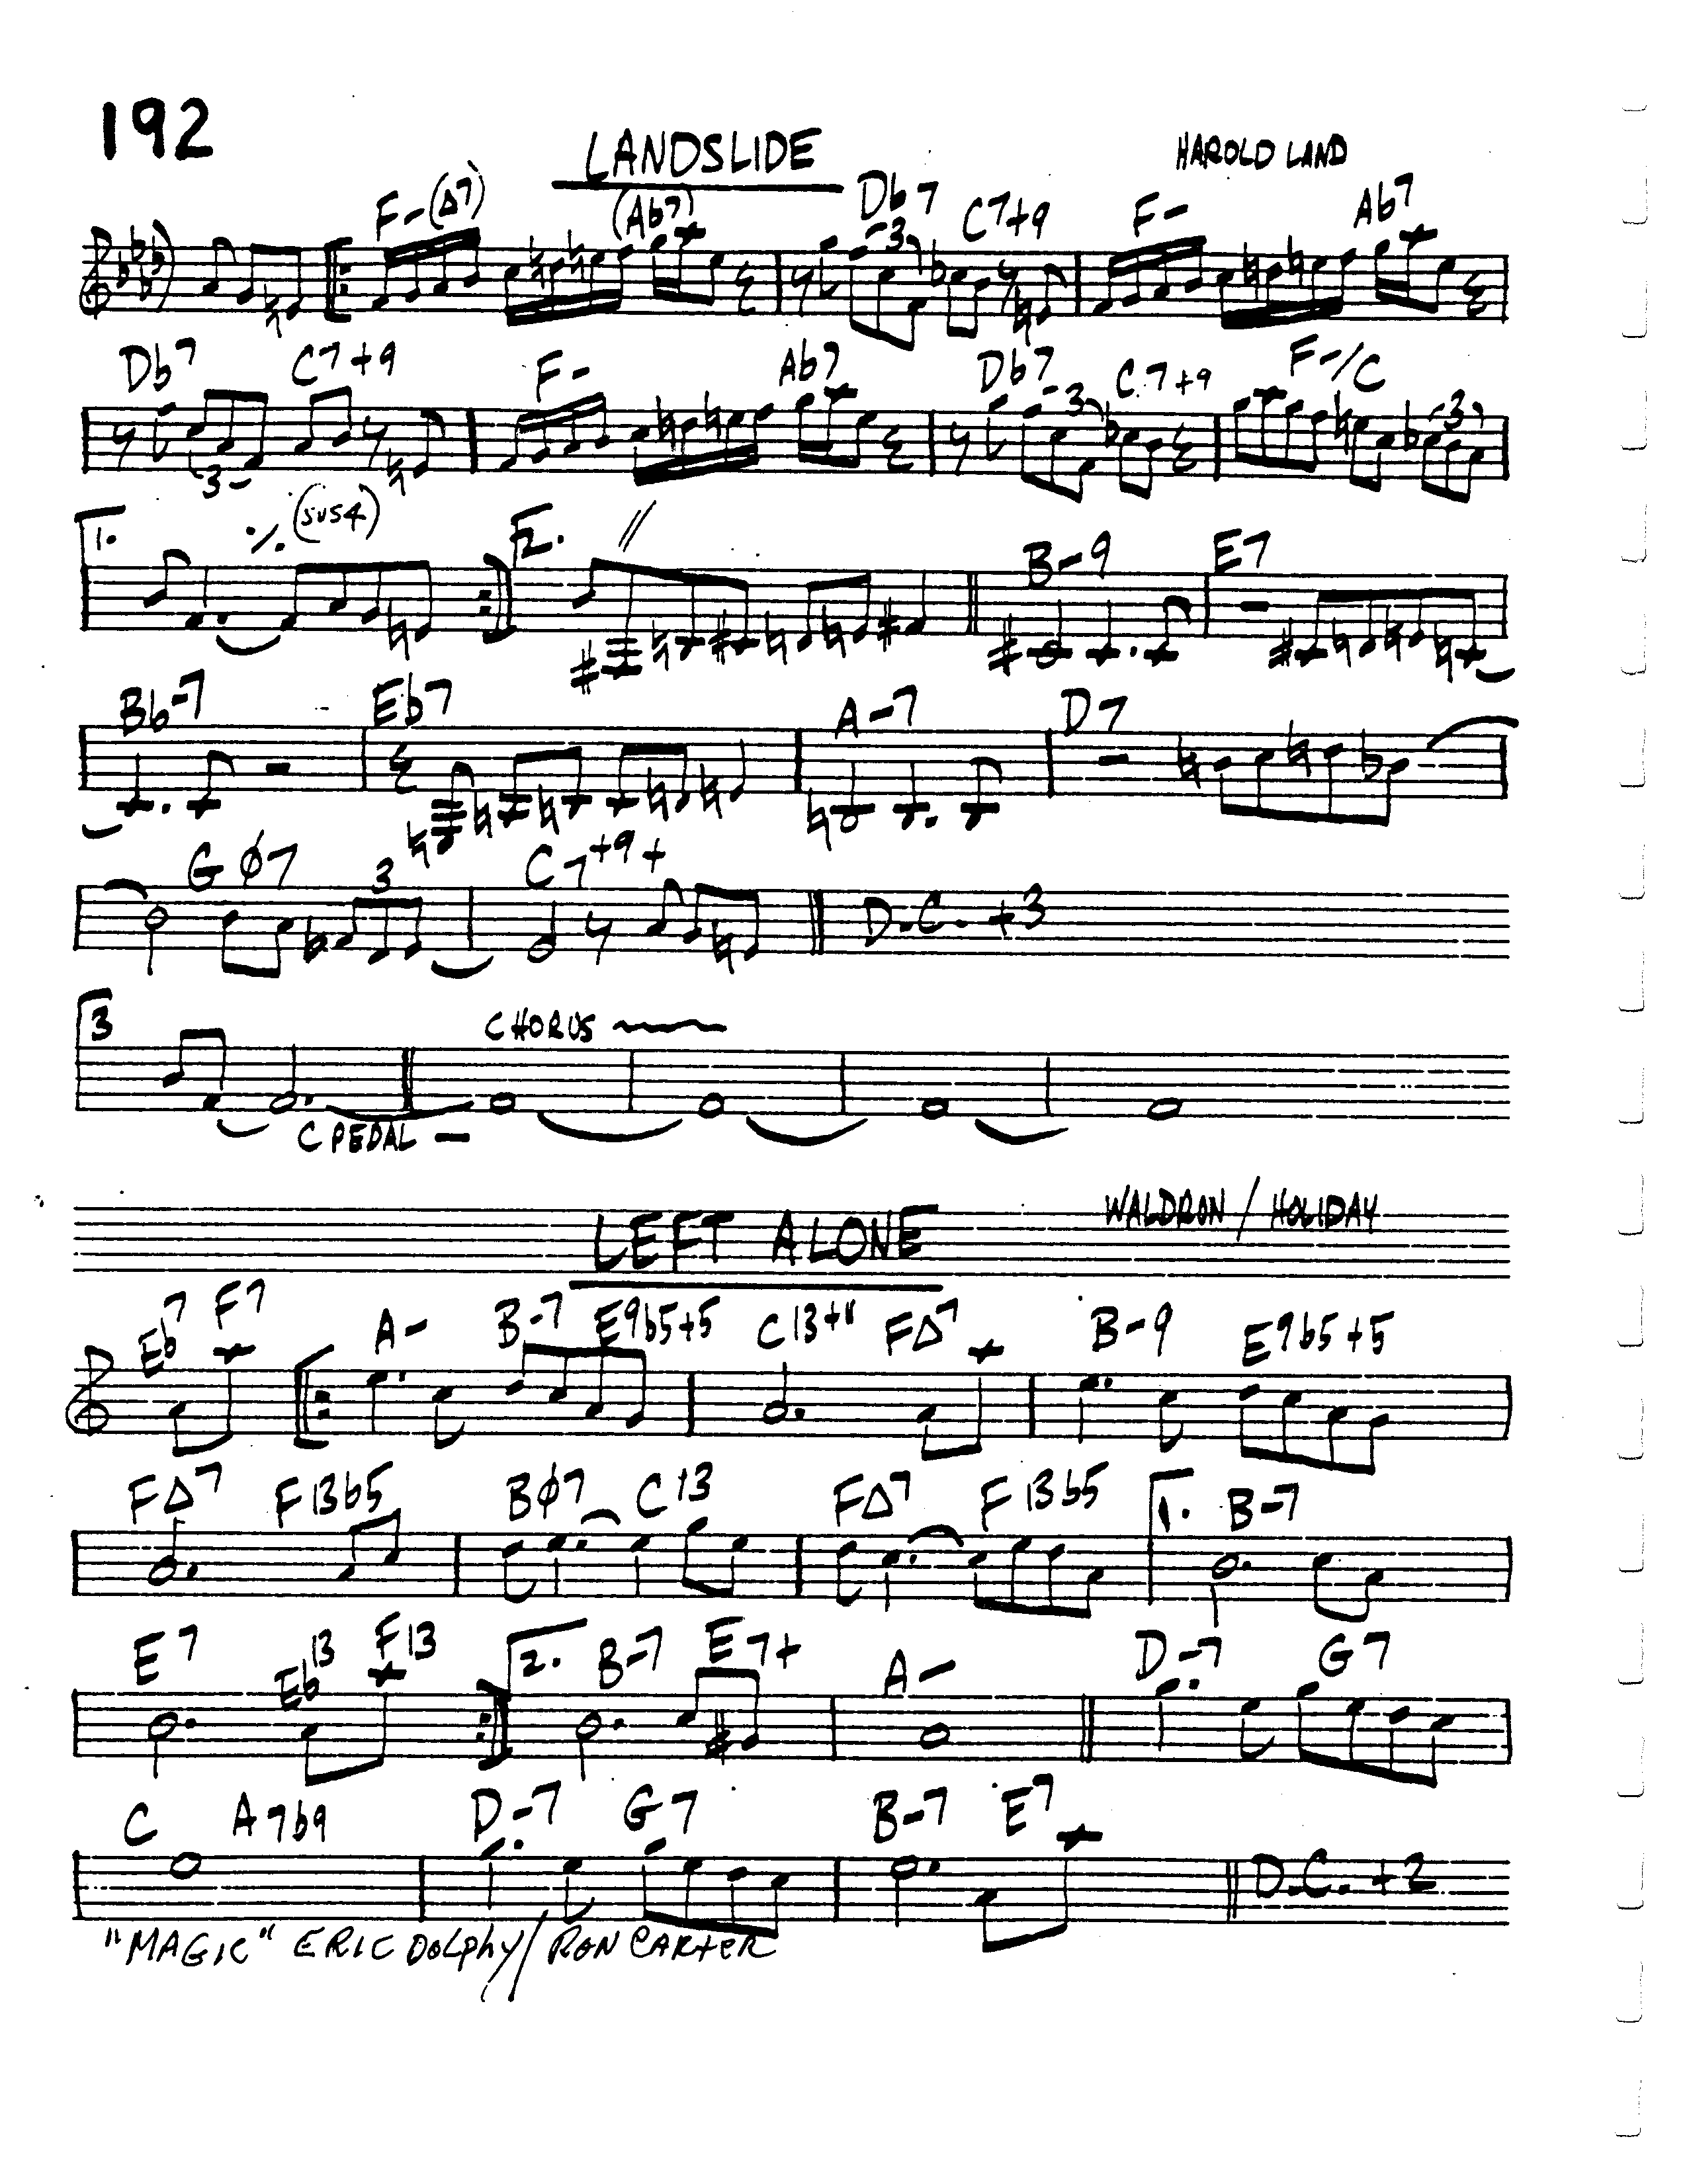 192
LANDSLIDE
HAROLD LAND
F-(Δ7) (Ab7) Db7 C7+9 F- Ab7
3
Db7 C7+9 F- Ab7 Db7 C7+9 F-/C
3 3 3
1. ٪ (SUS4) 2. // B-9 E7
Bb-7 Eb7 A-7 D7
Gø7 3 C7+9+
D.C. +3
3 CHORUS
C PEDAL —
LEFT ALONE
WALDRON / HOLIDAY
Eb7 F7 A- B-7 E9b5+5 C13+11 FΔ7 B-9 E9b5+5
FΔ7 F13b5 Bø7 C13 FΔ7 F13b5 1. B-7
E7 Eb13 F13 2. B-7 E7+ A- D-7 G7
C A7b9 D-7 G7 B-7 E7
D.C. +2
"MAGIC" ERIC DOLPHY / RON CARTER